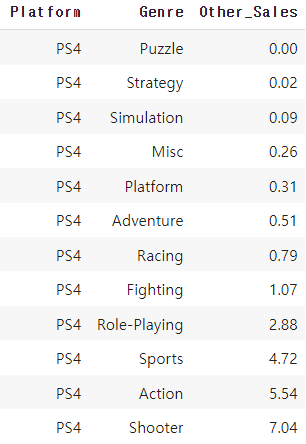 Platform Genre Other_Sales
PS4 Puzzle 0.00
PS4 Strategy 0.02
PS4 Simulation 0.09
PS4 Misc 0.26
PS4 Platform 0.31
PS4 Adventure 0.51
PS4 Racing 0.79
PS4 Fighting 1.07
PS4 Role-Playing 2.88
PS4 Sports 4.72
PS4 Action 5.54
PS4 Shooter 7.04